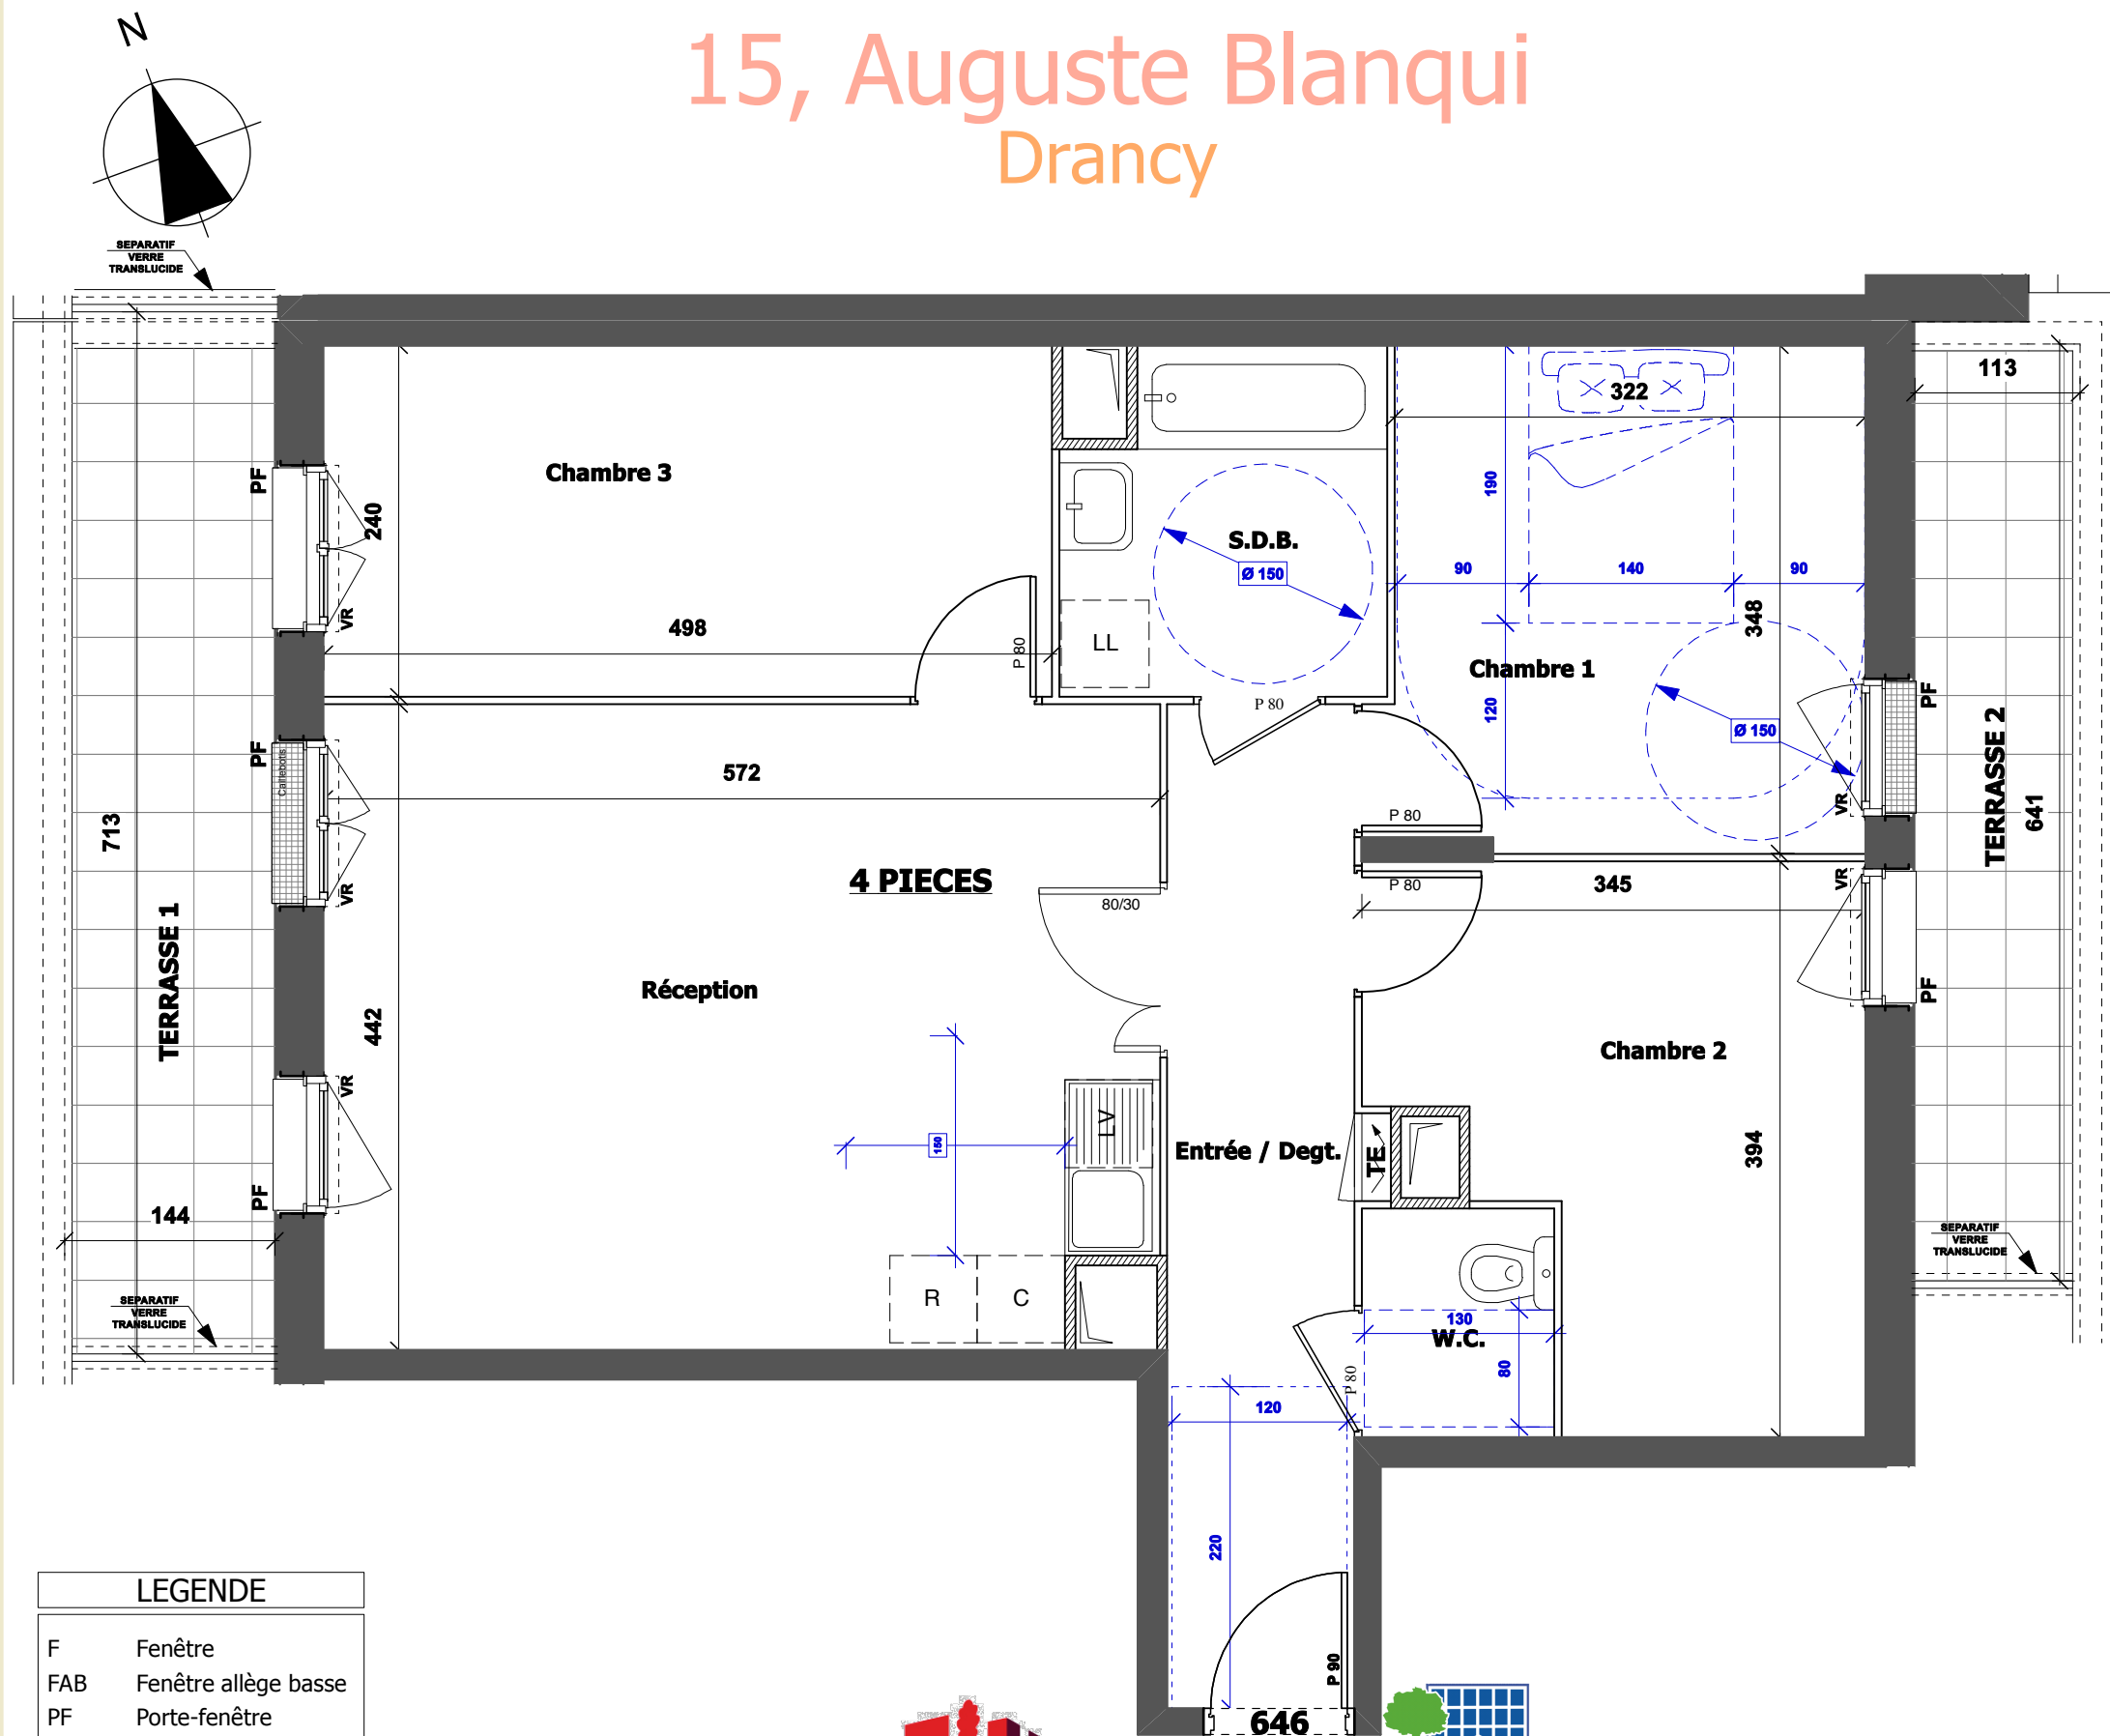 15, Auguste Blanqui
Drancy
N
SEPARATIF
VERRE
TRANSLUCIDE
113
322
Chambre 3
PF
240
190
S.D.B.
Ø 150
90
140
90
VR
498
P 80
LL
348
Chambre 1
PF
P 80
120
Ø 150
TERRASSE 2
PF
Caillebotis
572
VR
641
713
P 80
4 PIECES
VR
P 80
345
VR
80/30
TERRASSE 1
Réception
PF
442
Chambre 2
VR
LV
150
Entrée / Degt.
TE
394
PF
144
SEPARATIF
VERRE
TRANSLUCIDE
SEPARATIF
VERRE
TRANSLUCIDE
R
C
130
W.C.
80
P 80
120
220
LEGENDE
F Fenêtre
FAB Fenêtre allège basse
PF Porte-fenêtre
P 90
646